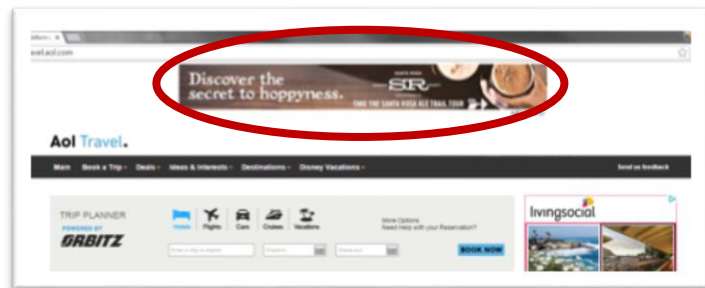 travel.aol.com
Discover the
secret to hoppyness.
SANTA ROSA
SR
TAKE THE SANTA ROSA ALE TRAIL TOUR
Aol Travel.
Main Book a Trip Deals Ideas & Interests Destinations Disney Vacations Send us feedback
TRIP PLANNER
POWERED BY
ORBITZ
Hotels Flights Cars Cruises Vacations
More Options
Need Help with your Reservation?
BOOK NOW
livingsocial